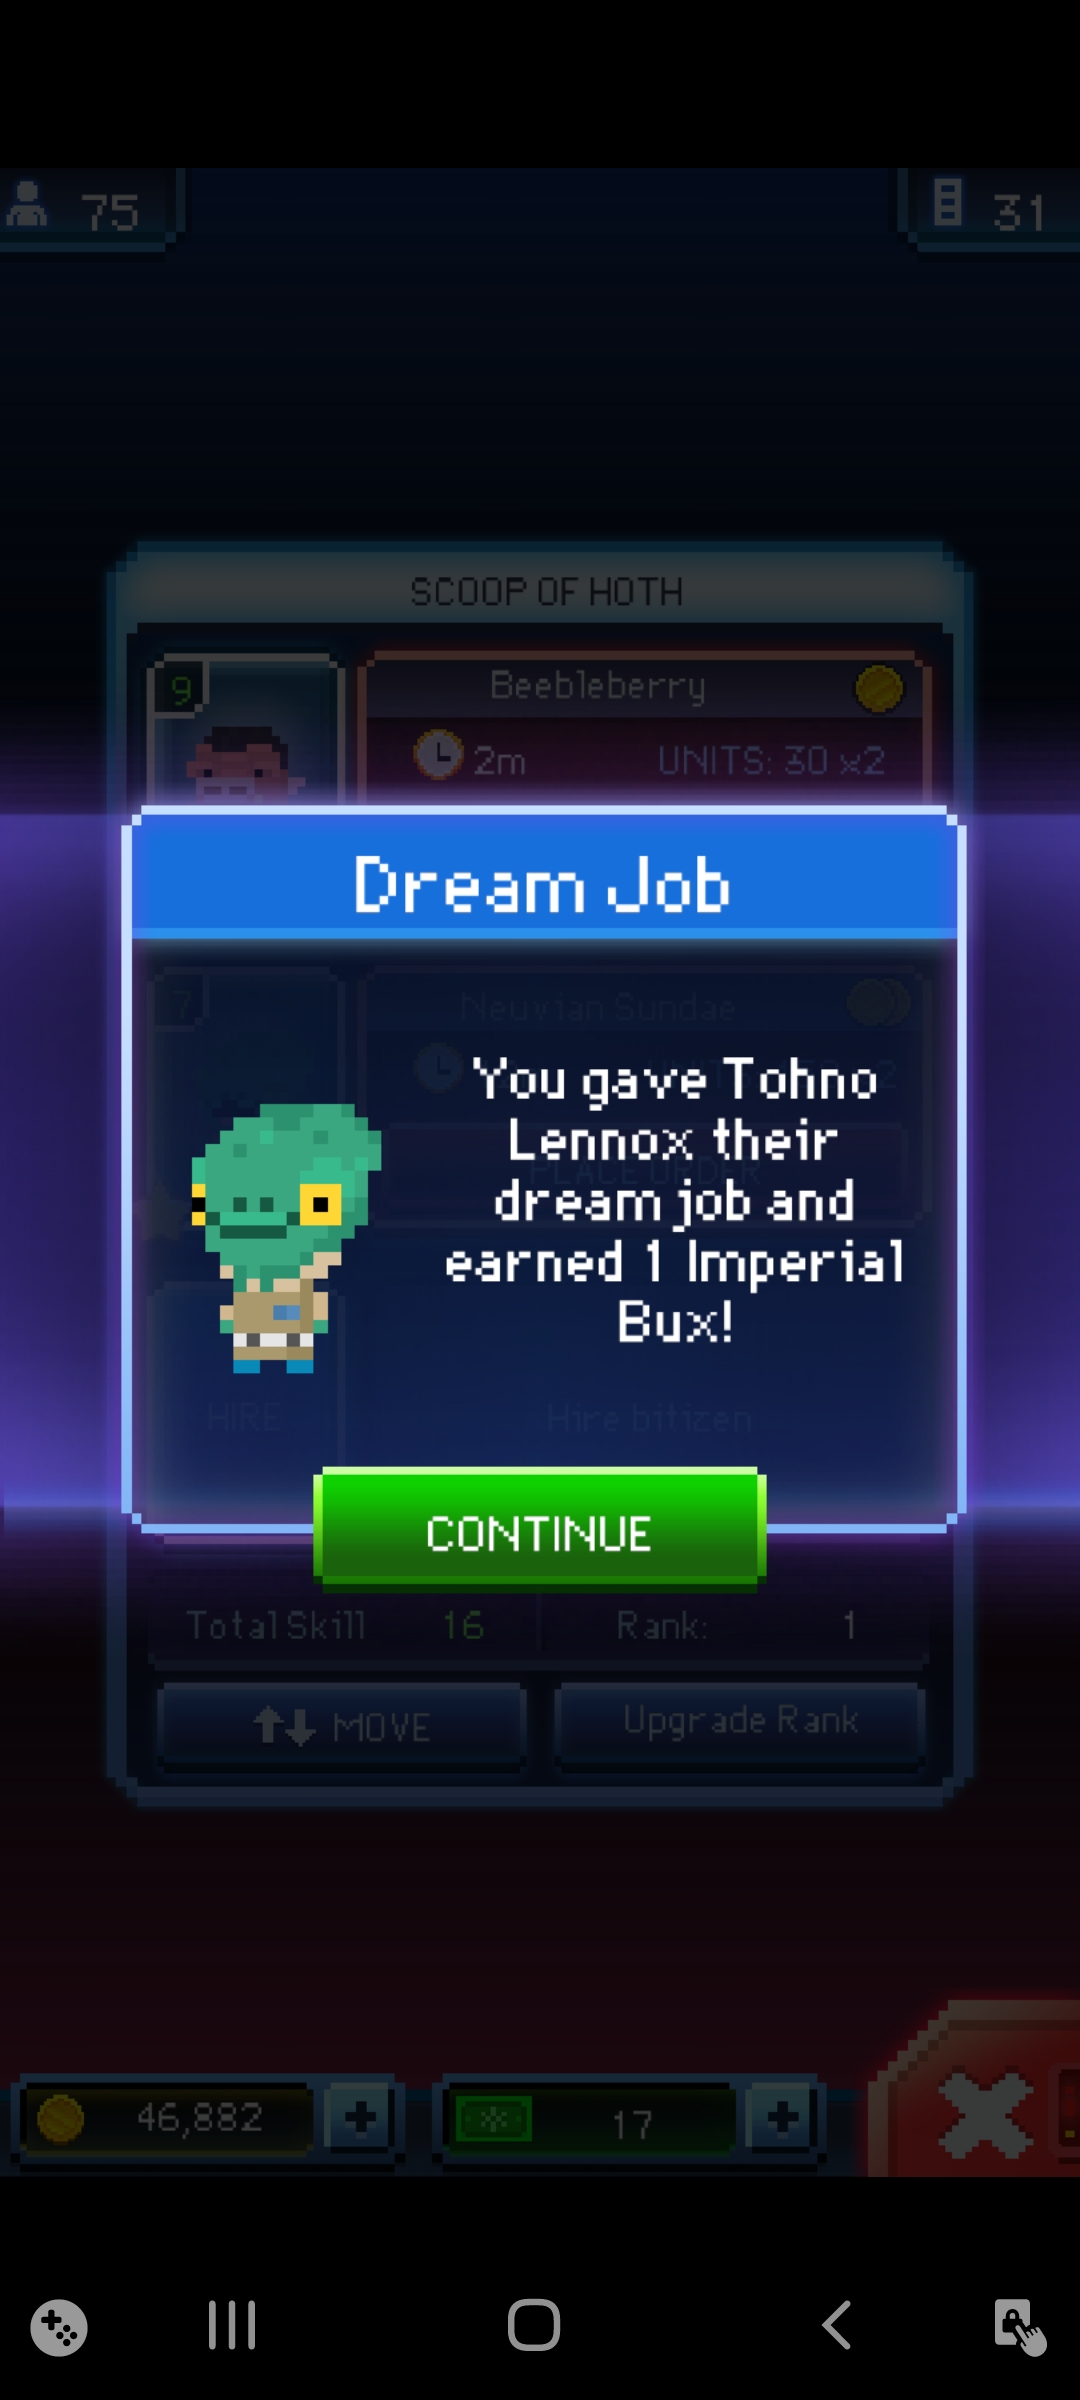 75
31
SCOOP OF HOTH
9
Beebleberry
2m
UNITS: 30 x2
Dream Job
7
Neuvian Sundae
You gave Tohno
Lennox their
PLACE ORDER
dream job and
earned 1 Imperial
Bux!
HIRE
Hire bitizen
CONTINUE
Total Skill
16
Rank:
1
MOVE
Upgrade Rank
46,882
17